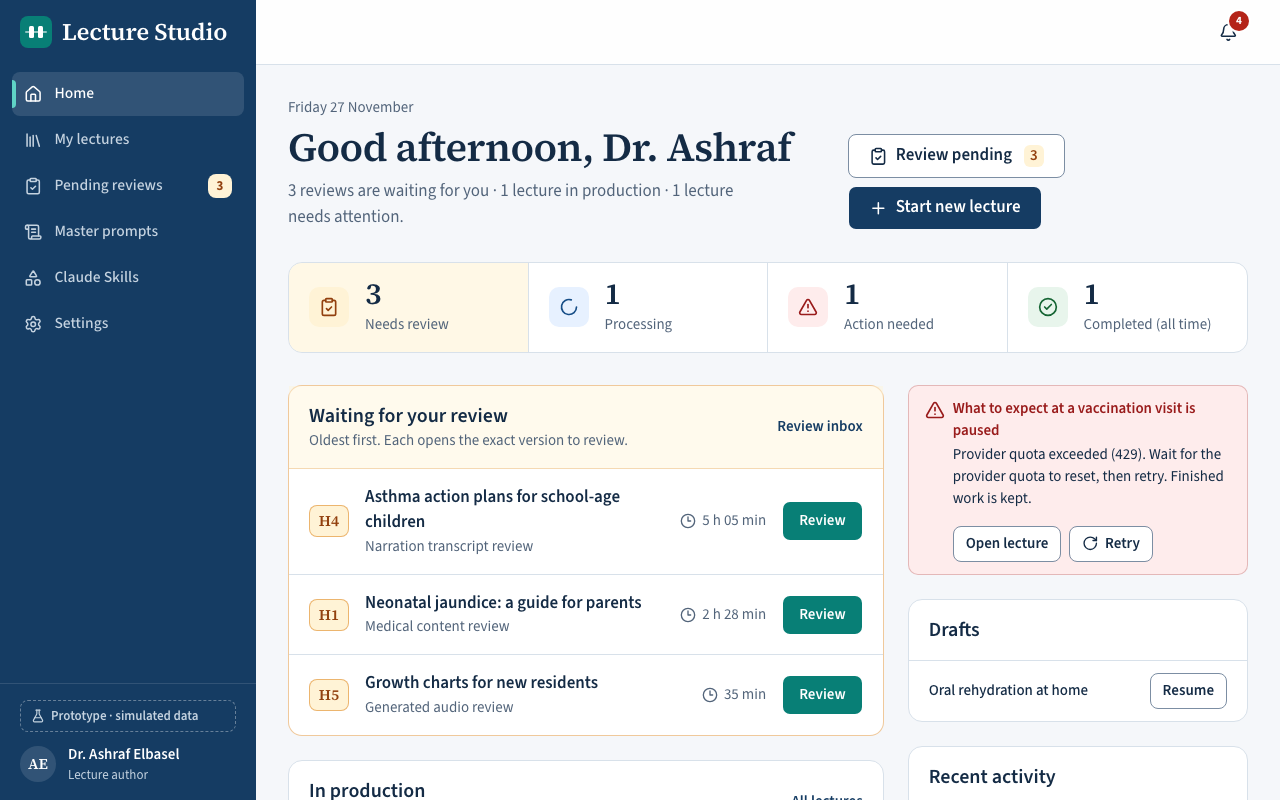 Lecture Studio
4
Home
My lectures
Pending reviews 3
Master prompts
Claude Skills
Settings
Prototype · simulated data
AE
Dr. Ashraf Elbasel
Lecture author
Friday 27 November
Good afternoon, Dr. Ashraf
3 reviews are waiting for you · 1 lecture in production · 1 lecture
needs attention.
Review pending 3
Start new lecture
3
Needs review
1
Processing
1
Action needed
1
Completed (all time)
Waiting for your review
Oldest first. Each opens the exact version to review.
Review inbox
H4
Asthma action plans for school-age
children
Narration transcript review
5 h 05 min
Review
H1
Neonatal jaundice: a guide for parents
Medical content review
2 h 28 min
Review
H5
Growth charts for new residents
Generated audio review
35 min
Review
In production
All lectures
What to expect at a vaccination visit is
paused
Provider quota exceeded (429). Wait for the
provider quota to reset, then retry. Finished
work is kept.
Open lecture
Retry
Drafts
Oral rehydration at home
Resume
Recent activity